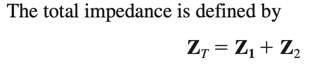 The total impedance is defined by
Z_T = Z_1 + Z_2